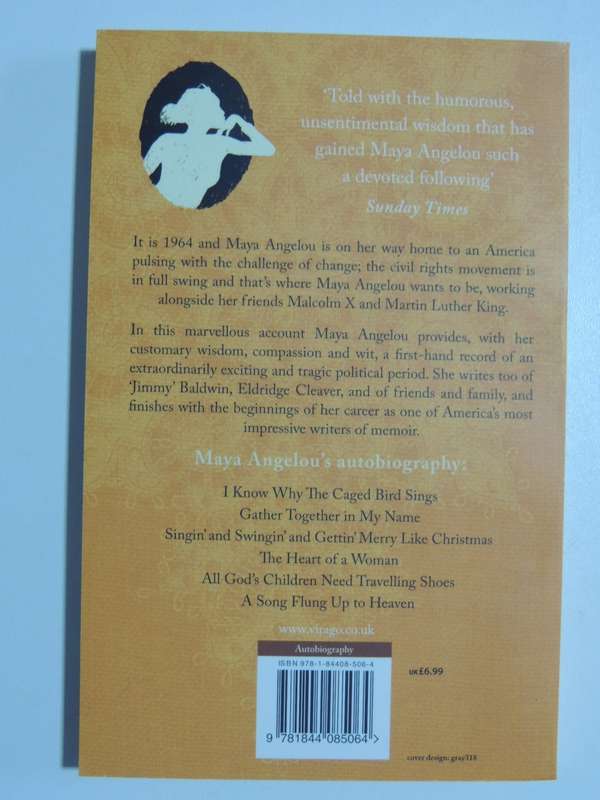 'Told with the humorous,
unsentimental wisdom that has
gained Maya Angelou such
a devoted following'
Sunday Times
It is 1964 and Maya Angelou is on her way home to an America
pulsing with the challenge of change; the civil rights movement is
in full swing and that's where Maya Angelou wants to be, working
alongside her friends Malcolm X and Martin Luther King.
In this marvellous account Maya Angelou provides, with her
customary wisdom, compassion and wit, a first-hand record of an
extraordinarily exciting and tragic political period. She writes too of
'Jimmy' Baldwin, Eldridge Cleaver, and of friends and family, and
finishes with the beginnings of her career as one of America's most
impressive writers of memoir.
Maya Angelou's autobiography:
I Know Why The Caged Bird Sings
Gather Together in My Name
Singin' and Swingin' and Gettin' Merry Like Christmas
The Heart of a Woman
All God's Children Need Travelling Shoes
A Song Flung Up to Heaven
www.virago.co.uk
Autobiography
ISBN 978-1-84408-506-4
9 781844 085064 >
UK £6.99
cover design: gray318